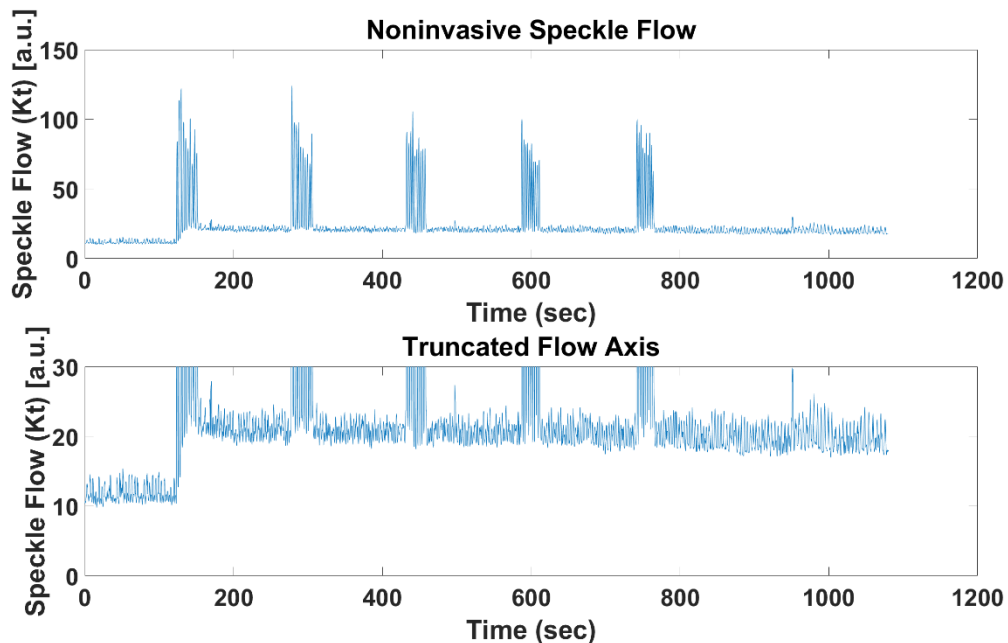 Noninvasive Speckle Flow
Speckle Flow (Kt) [a.u.]
150
100
50
0
0 200 400 600 800 1000 1200
Time (sec)
Truncated Flow Axis
Speckle Flow (Kt) [a.u.]
30
20
10
0
0 200 400 600 800 1000 1200
Time (sec)